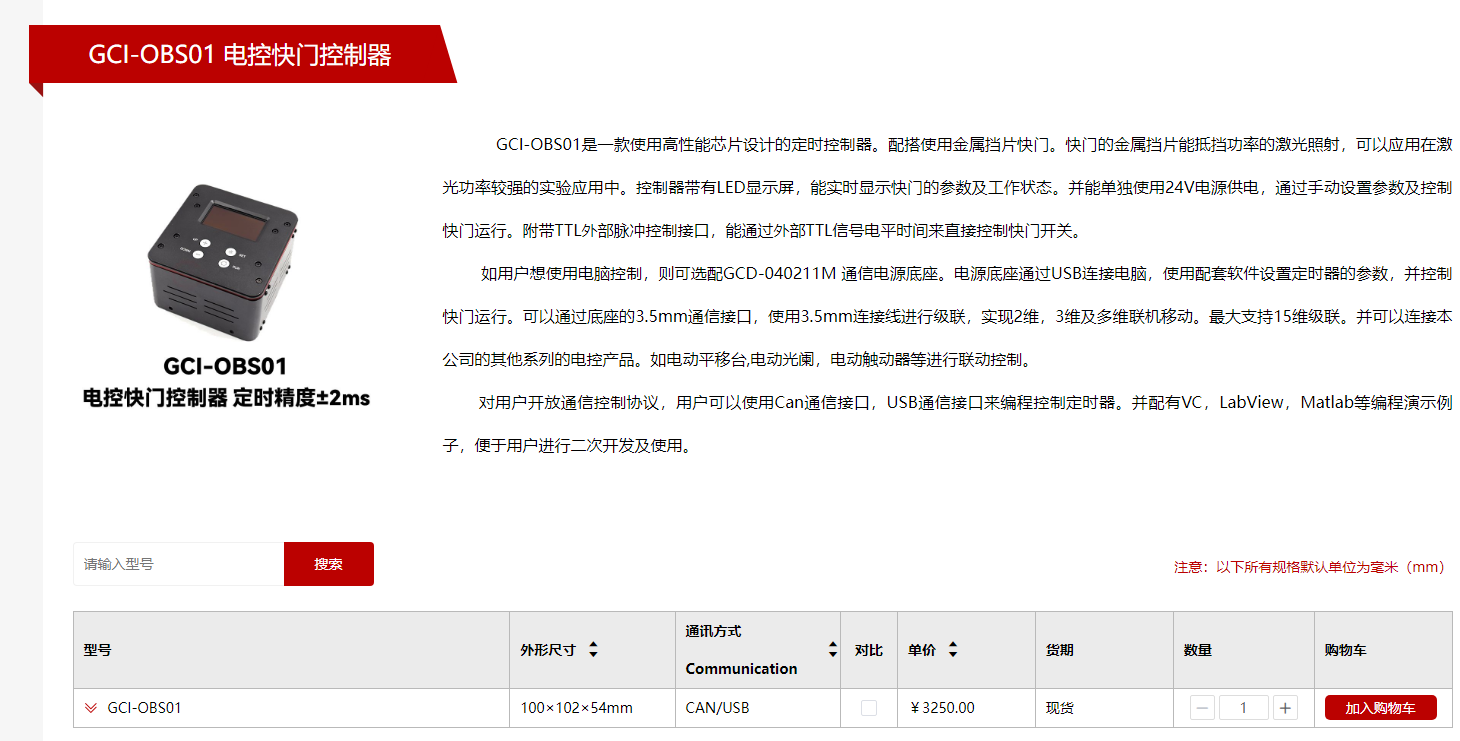 GCI-OBS01 电控快门控制器
GCI-OBS01是一款使用高性能芯片设计的定时控制器。配搭使用金属挡片快门。快门的金属挡片能抵挡功率的激光照射，可以应用在激
光功率较强的实验应用中。控制器带有LED显示屏，能实时显示快门的参数及工作状态。并能单独使用24V电源供电，通过手动设置参数及控制
快门运行。附带TTL外部脉冲控制接口，能通过外部TTL信号电平时间来直接控制快门开关。
如用户想使用电脑控制，则可选配GCD-040211M 通信电源底座。电源底座通过USB连接电脑，使用配套软件设置定时器的参数，并控制
快门运行。可以通过底座的3.5mm通信接口，使用3.5mm连接线进行级联，实现2维，3维及多维联机移动。最大支持15维级联。并可以连接本
公司的其他系列的电控产品。如电动平移台,电动光阑，电动触动器等进行联动控制。
对用户开放通信控制协议，用户可以使用Can通信接口，USB通信接口来编程控制定时器。并配有VC，LabView，Matlab等编程演示例
子，便于用户进行二次开发及使用。
GCI-OBS01
电控快门控制器 定时精度±2ms
请输入型号 搜索
注意：以下所有规格默认单位为毫米（mm）
型号 外形尺寸 通讯方式 Communication 对比 单价 货期 数量 购物车
GCI-OBS01 100×102×54mm CAN/USB ￥3250.00 现货 1 加入购物车